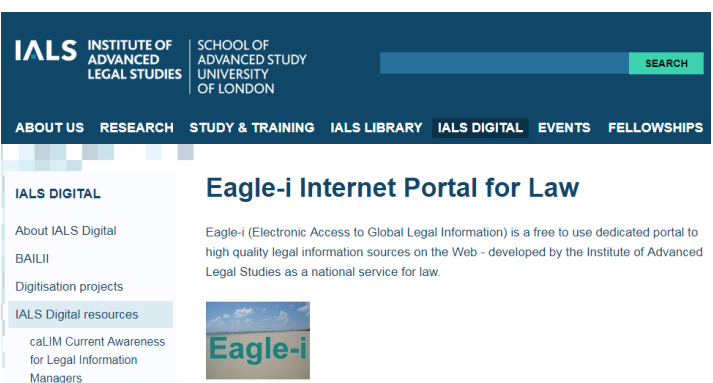 IALS
INSTITUTE OF
ADVANCED
LEGAL STUDIES
SCHOOL OF
ADVANCED STUDY
UNIVERSITY
OF LONDON
SEARCH
ABOUT US RESEARCH STUDY & TRAINING IALS LIBRARY IALS DIGITAL EVENTS FELLOWSHIPS
IALS DIGITAL
About IALS Digital
BAILII
Digitisation projects
IALS Digital resources
caLIM Current Awareness
for Legal Information
Managers
Eagle-i Internet Portal for Law
Eagle-i (Electronic Access to Global Legal Information) is a free to use dedicated portal to
high quality legal information sources on the Web - developed by the Institute of Advanced
Legal Studies as a national service for law.
Eagle-i